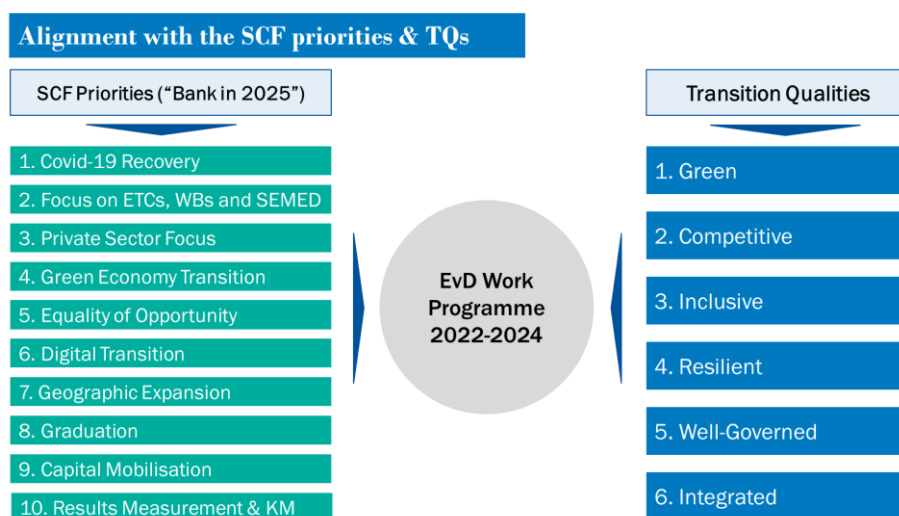 Alignment with the SCF priorities & TQs
SCF Priorities (“Bank in 2025”)
1. Covid-19 Recovery
2. Focus on ETCs, WBs and SEMED
3. Private Sector Focus
4. Green Economy Transition
5. Equality of Opportunity
6. Digital Transition
7. Geographic Expansion
8. Graduation
9. Capital Mobilisation
10. Results Measurement & KM
EvD Work
Programme
2022-2024
Transition Qualities
1. Green
2. Competitive
3. Inclusive
4. Resilient
5. Well-Governed
6. Integrated